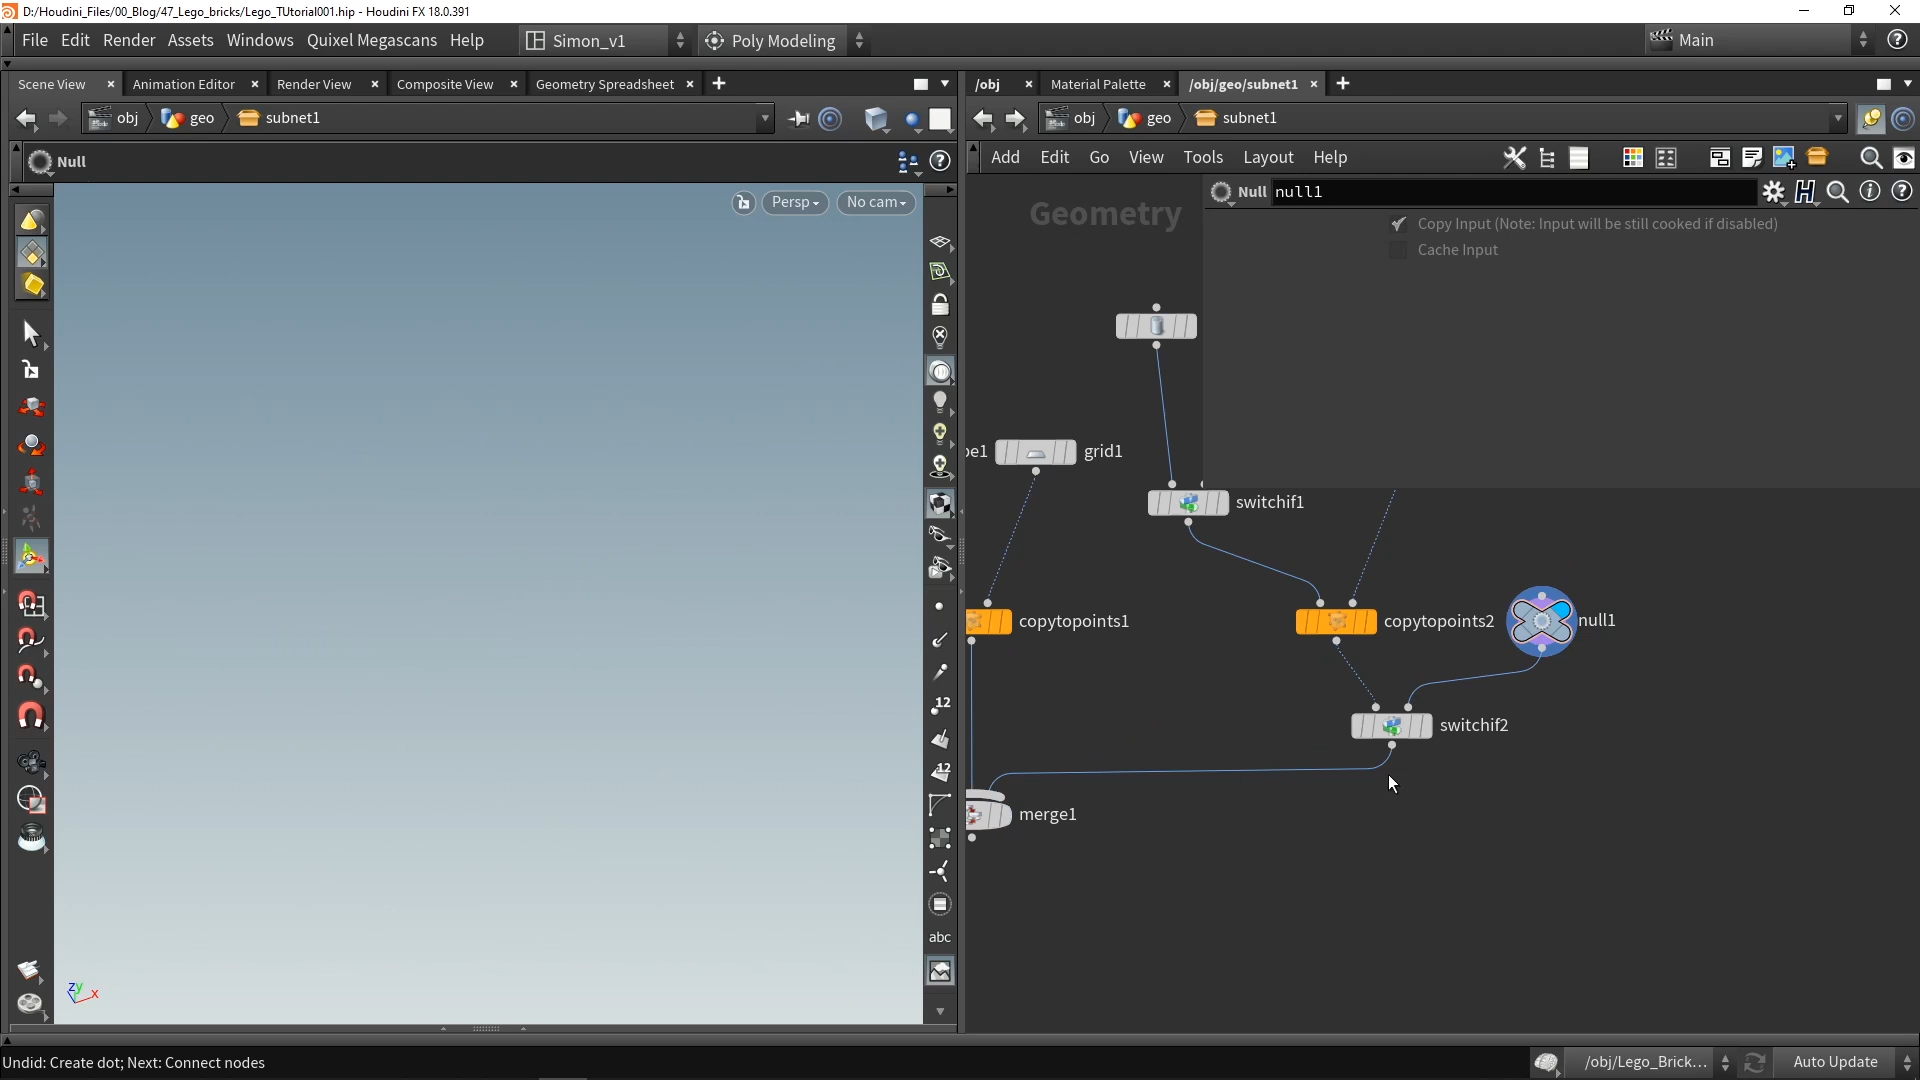 D:/Houdini_Files/00_Blog/47_Lego_bricks/Lego_TUtorial001.hip - Houdini FX 18.0.391
File Edit Render Assets Windows Quixel Megascans Help Simon_v1 Poly Modeling Main
Scene View Animation Editor Render View Composite View Geometry Spreadsheet
/obj Material Palette /obj/geo/subnet1
obj geo subnet1
obj geo subnet1
Null
Add Edit Go View Tools Layout Help
Null null1
Persp No cam
Geometry
Copy Input (Note: Input will be still cooked if disabled)
Cache Input
be1 grid1
switchif1
copytopoints1
copytopoints2
null1
switchif2
merge1
12
12
abc
z y x
Undid: Create dot; Next: Connect nodes
/obj/Lego_Brick... Auto Update